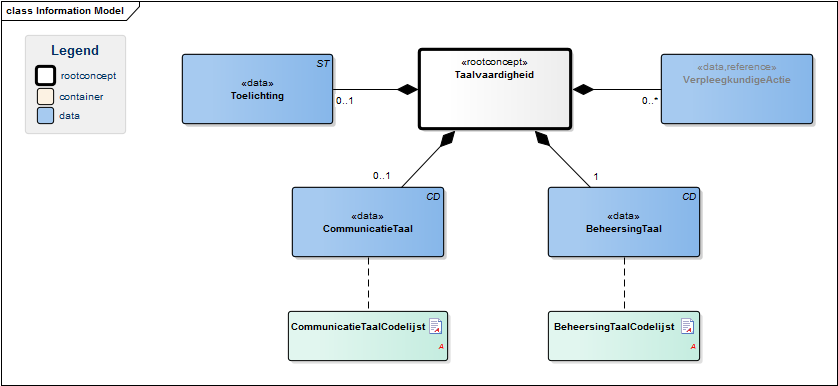 class Information Model
Legend
rootconcept
container
data
ST
«data»
Toelichting
0..1
«rootconcept»
Taalvaardigheid
«data,reference»
VerpleegkundigeActie
0..*
0..1
1
CD
«data»
CommunicatieTaal
CD
«data»
BeheersingTaal
CommunicatieTaalCodelijst
A
A
BeheersingTaalCodelijst
A
A